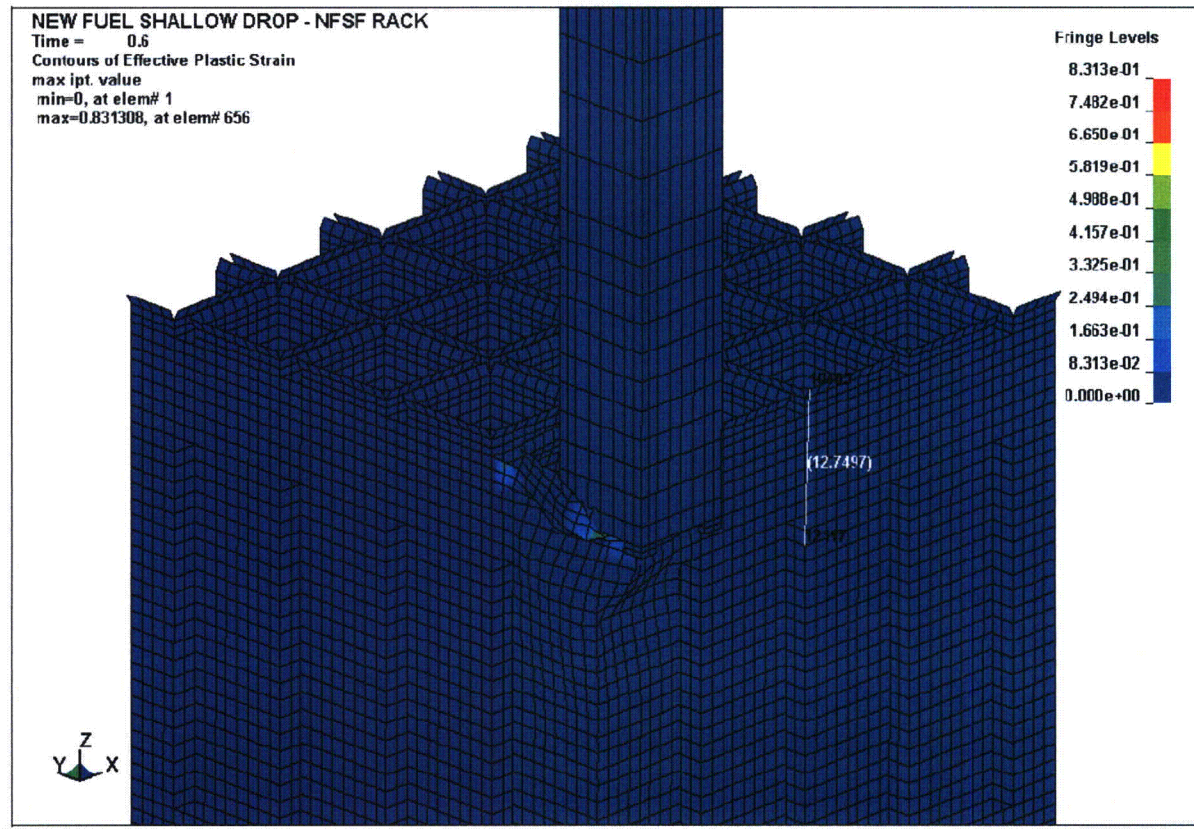 NEW FUEL SHALLOW DROP - NFSF RACK
Time = 0.6
Contours of Effective Plastic Strain
max ipt. value
min=0, at elem# 1
max=0.831308, at elem# 656
Fringe Levels
8.313e-01
7.482e-01
6.650e-01
5.819e-01
4.988e-01
4.157e-01
3.325e-01
2.494e-01
1.663e-01
8.313e-02
0.000e+00
(12.7497)
Z
Y X